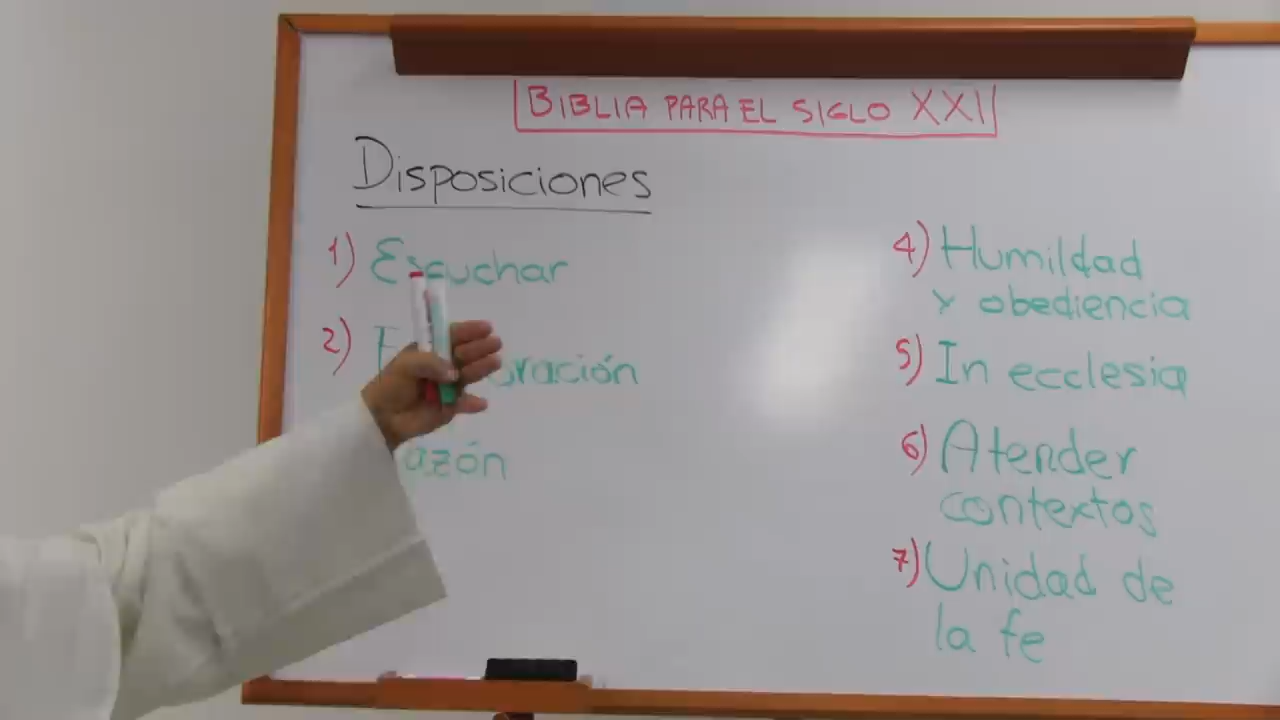 BIBLIA PARA EL SIGLO XXI
Disposiciones
1) Escuchar
2)
4) Humildad
y obediencia
5) In ecclesia
6) Atender
contextos
7) Unidad de
la fe